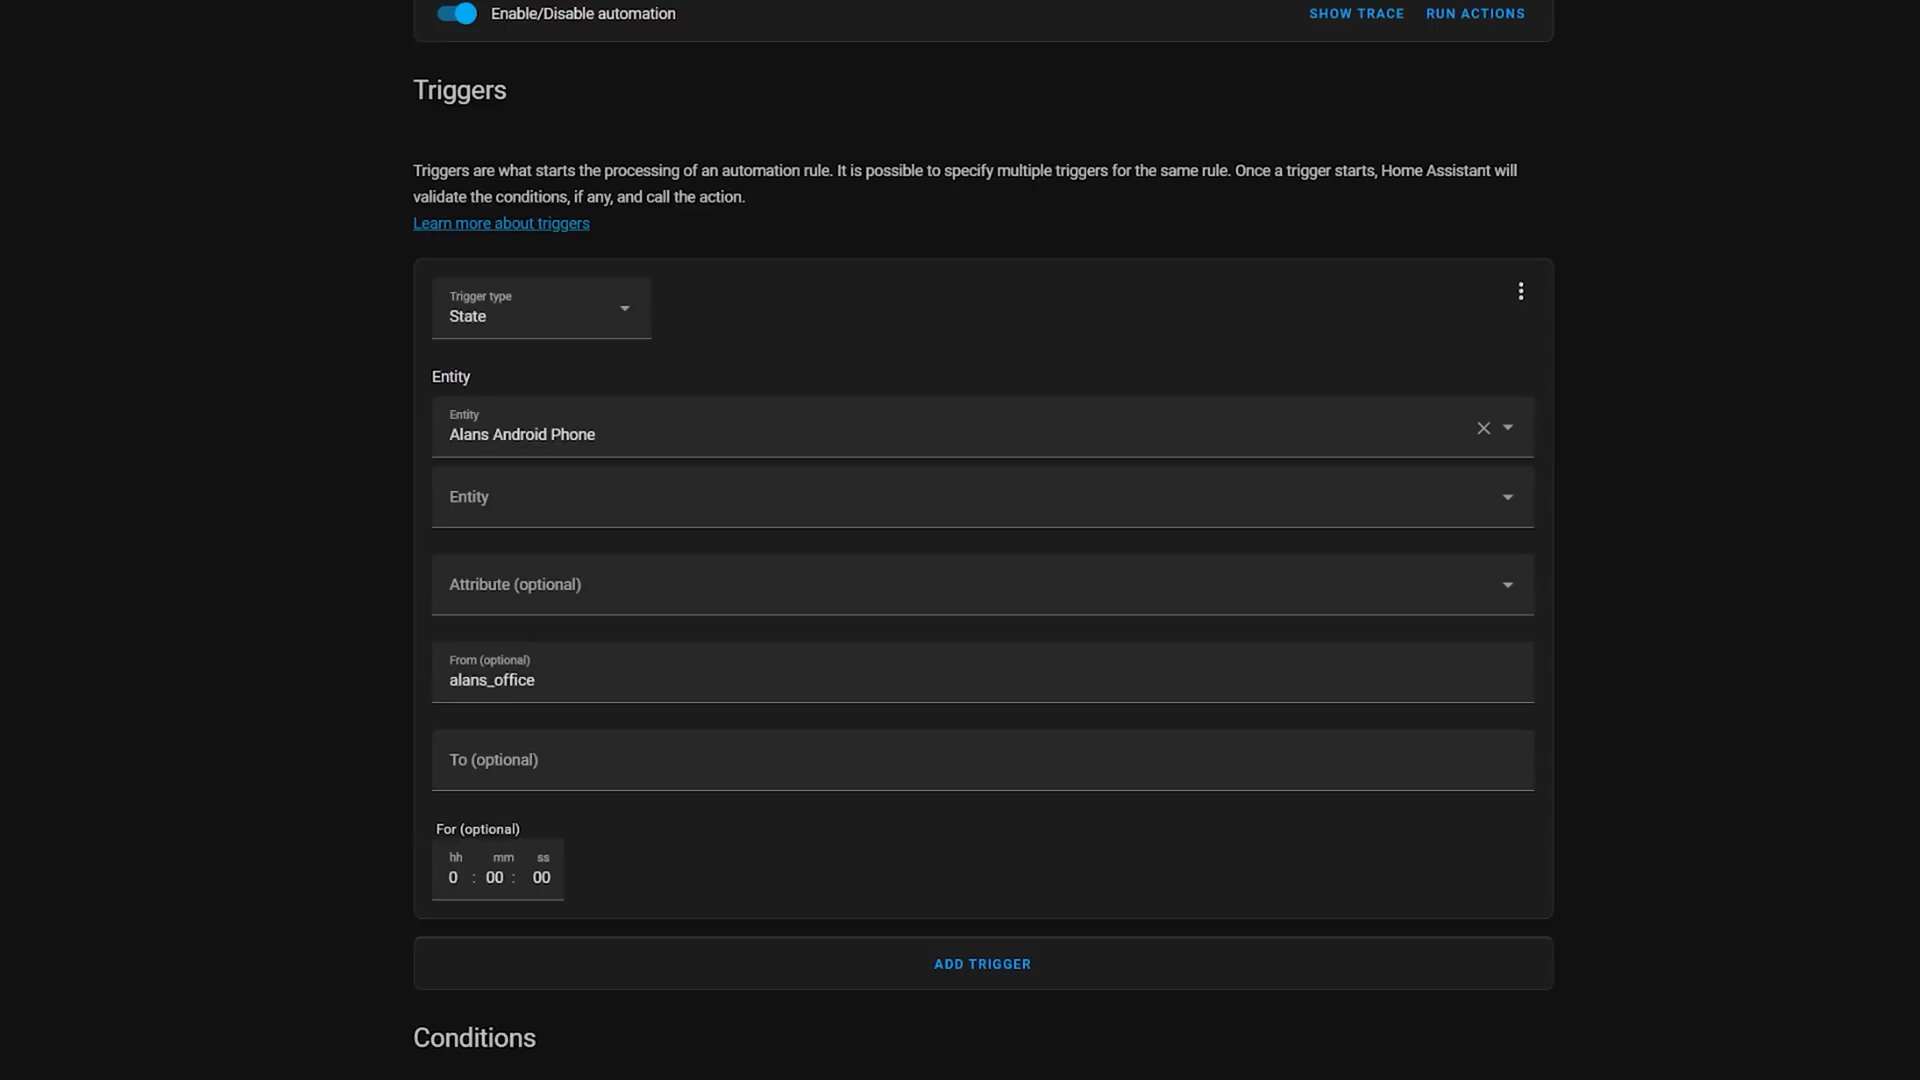 Enable/Disable automation
SHOW TRACE RUN ACTIONS
Triggers
Triggers are what starts the processing of an automation rule. It is possible to specify multiple triggers for the same rule. Once a trigger starts, Home Assistant will
validate the conditions, if any, and call the action.
Learn more about triggers
Trigger type
State
Entity
Entity
Alans Android Phone
Entity
Attribute (optional)
From (optional)
alans_office
To (optional)
For (optional)
hh mm ss
0 : 00 : 00
ADD TRIGGER
Conditions